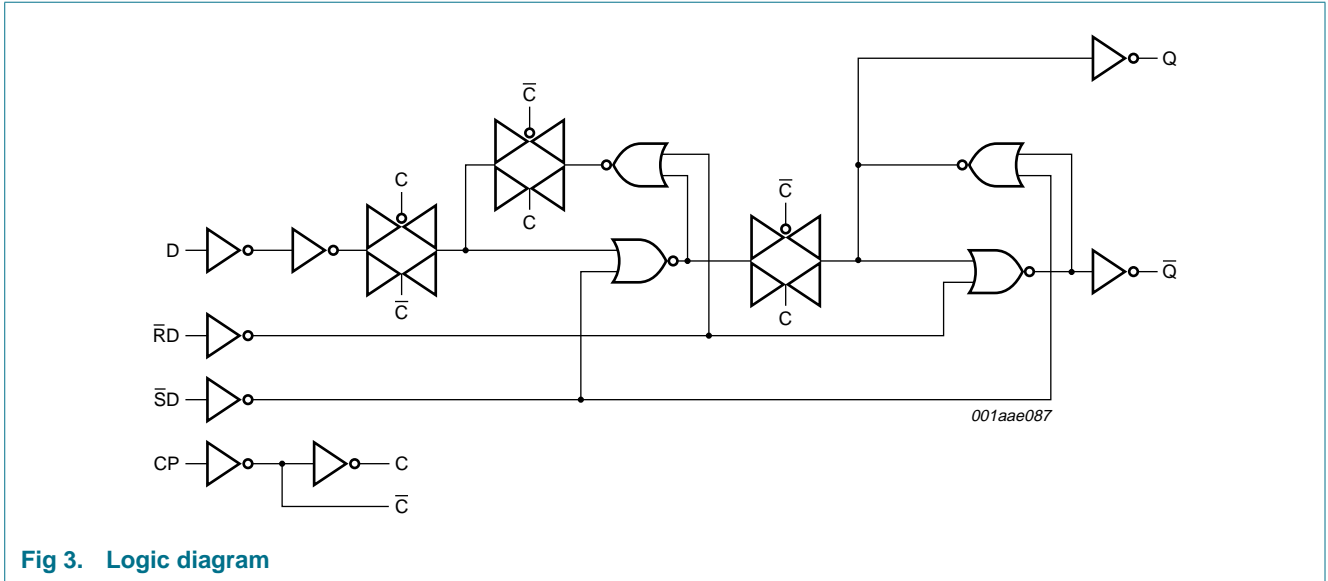 Q
C̅
C
C̅
C
D
C̅
Q̅
C
R̅D
S̅D
001aae087
CP
C
C̅
Fig 3. Logic diagram